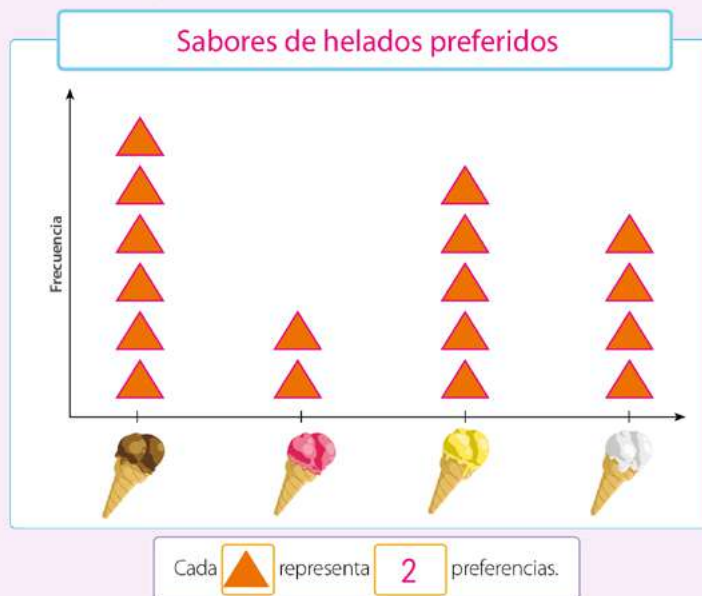 Sabores de helados preferidos
Frecuencia
Cada representa 2 preferencias.